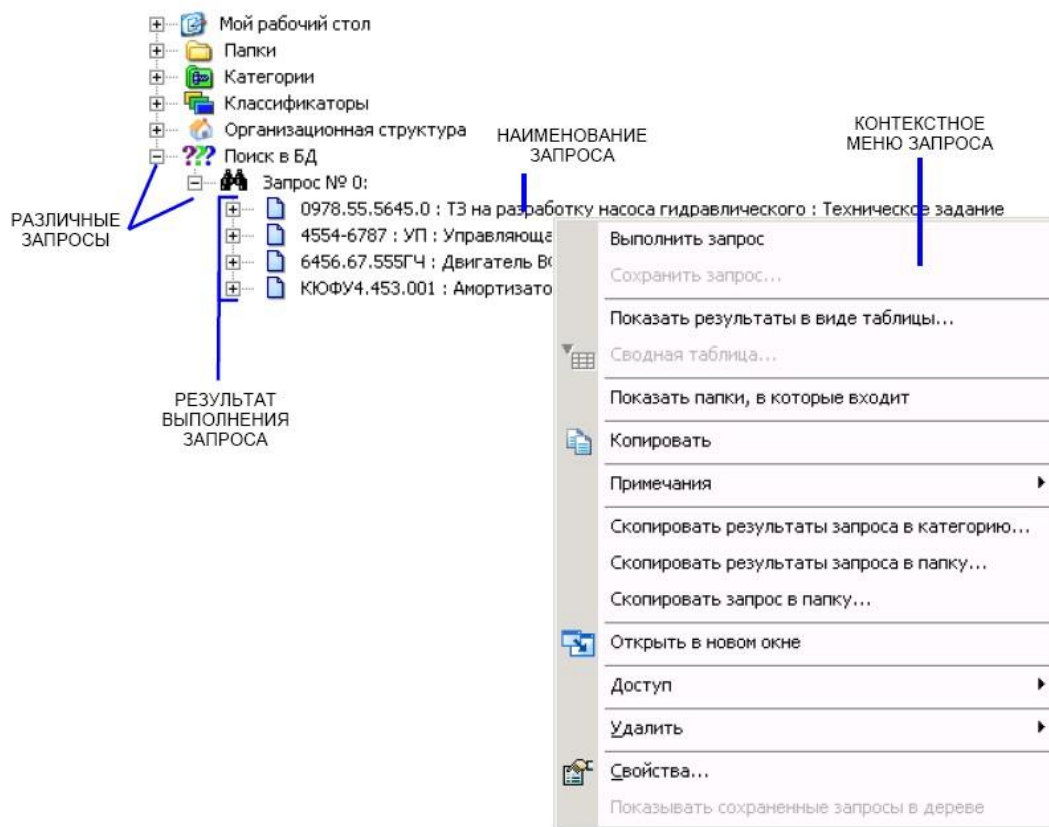 Мой рабочий стол
Папки
Категории
Классификаторы
Организационная структура
Поиск в БД
Запрос № 0:
0978.55.5645.0 : ТЗ на разработку насоса гидравлического : Техническое задание
4554-6787 : УП : Управляюща
6456.67.555ГЧ : Двигатель
КЮФУ4.453.001 : Амортизато
РАЗЛИЧНЫЕ
ЗАПРОСЫ
НАИМЕНОВАНИЕ
ЗАПРОСА
КОНТЕКСТНОЕ
МЕНЮ ЗАПРОСА
РЕЗУЛЬТАТ
ВЫПОЛНЕНИЯ
ЗАПРОСА
Выполнить запрос
Сохранить запрос...
Показать результаты в виде таблицы...
Сводная таблица...
Показать папки, в которые входит
Копировать
Примечания
Скопировать результаты запроса в категорию...
Скопировать результаты запроса в папку...
Скопировать запрос в папку...
Открыть в новом окне
Доступ
Удалить
Свойства...
Показывать сохраненные запросы в дереве